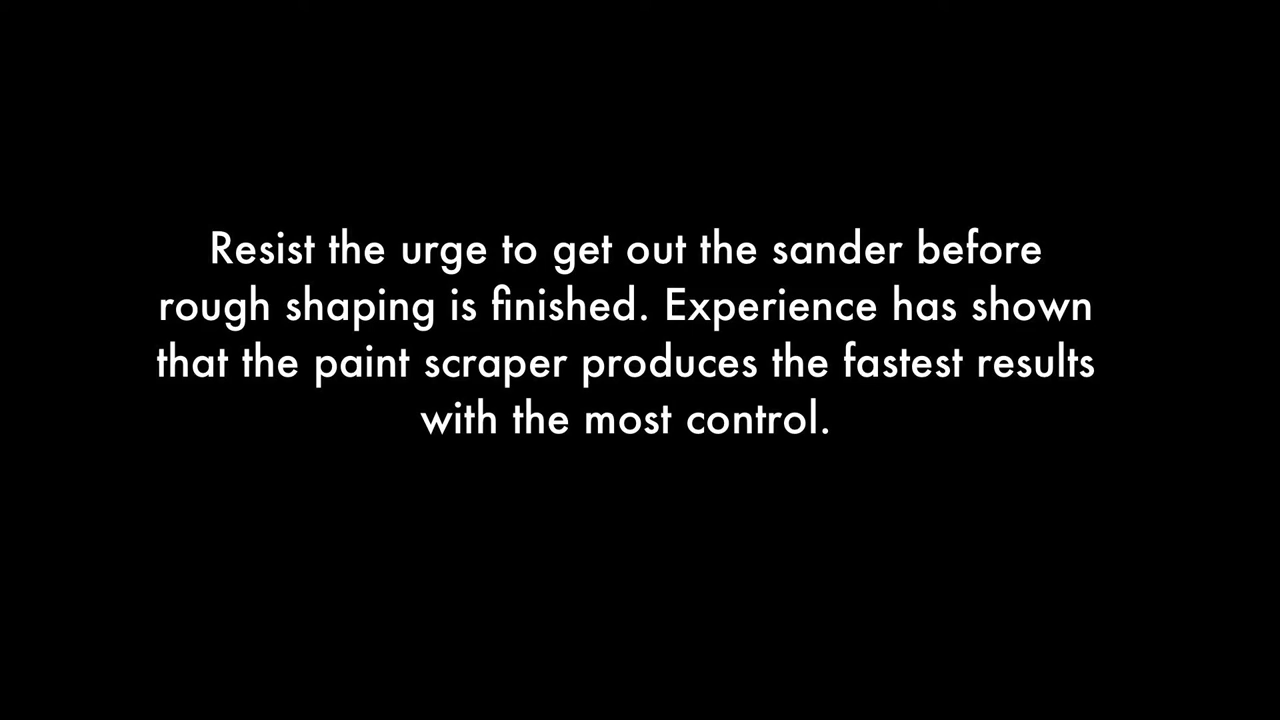 Resist the urge to get out the sander before
rough shaping is finished. Experience has shown
that the paint scraper produces the fastest results
with the most control.